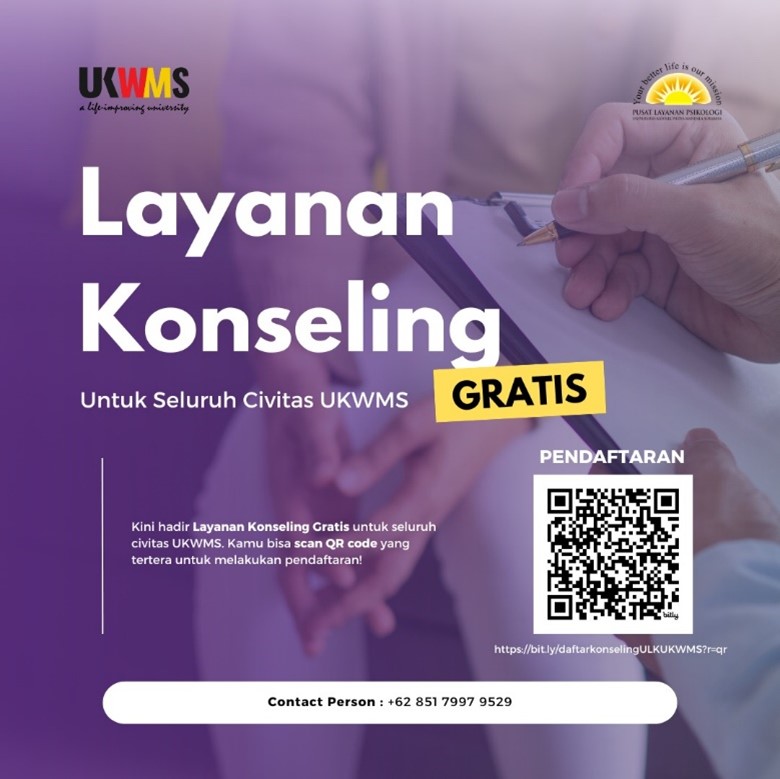 UKWMS
a life-improving university
Your better life is our mission
PUSAT LAYANAN PSIKOLOGI
Layanan
Konseling
Untuk Seluruh Civitas UKWMS
GRATIS
PENDAFTARAN
Kini hadir Layanan Konseling Gratis untuk seluruh
civitas UKWMS. Kamu bisa scan QR code yang
tertera untuk melakukan pendaftaran!
bitly
https://bit.ly/daftarkonselingULKUKWMS?r=qr
Contact Person : +62 851 7997 9529